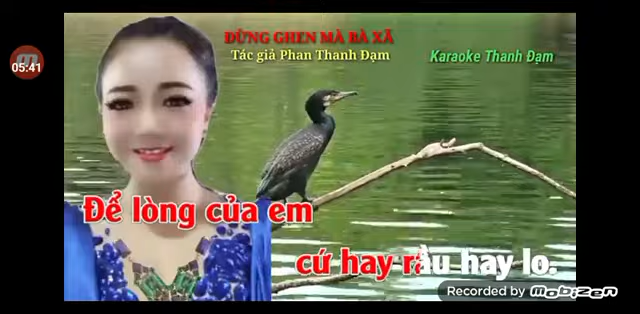 ĐỪNG GHEN MÀ BÀ XÃ
Tác giả Phan Thanh Đạm
Karaoke Thanh Đạm
05:41
Để lòng của em
cứ hay rầu hay lo.
Recorded by mobizen